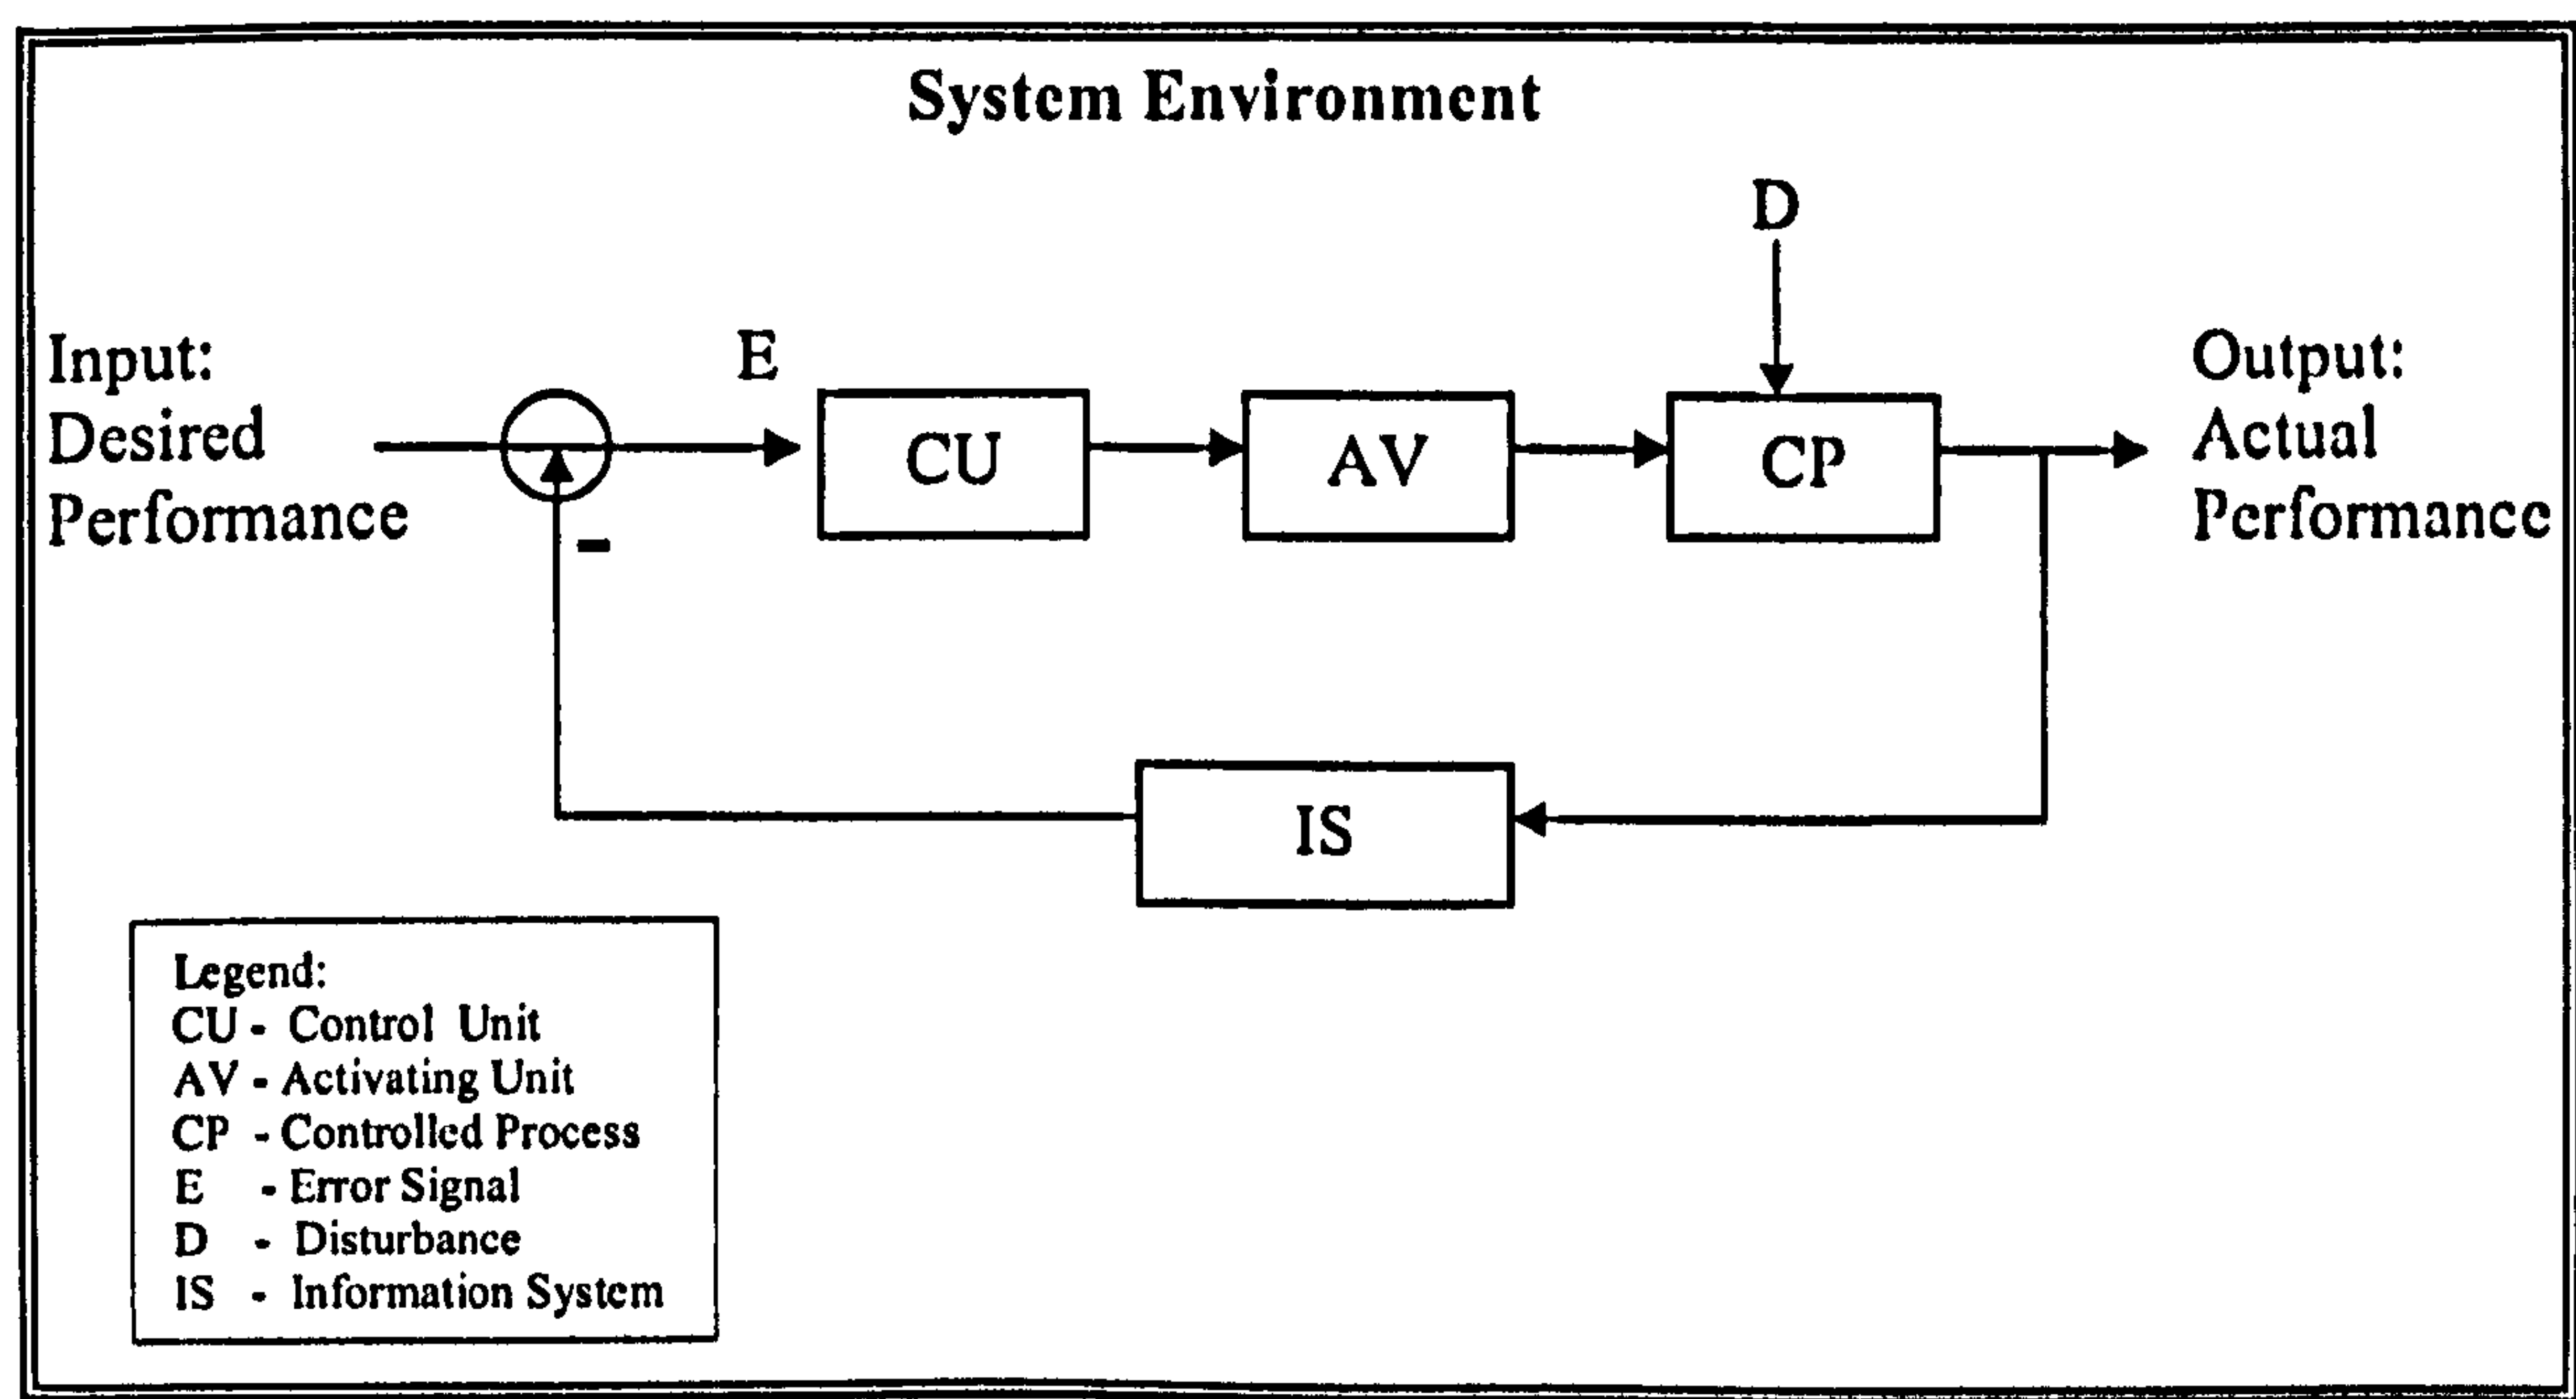 System Environment
D
Input:
Desired
Performance
E
CU
AV
CP
Output:
Actual
Performance
-
IS
Legend:
CU - Control Unit
AV - Activating Unit
CP - Controlled Process
E - Error Signal
D - Disturbance
IS - Information System